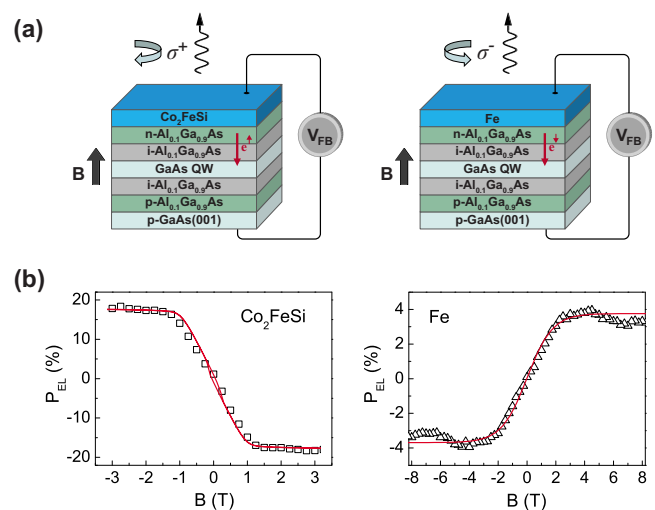 (a)
σ+
Co2FeSi
n-Al0.1Ga0.9As
i-Al0.1Ga0.9As
GaAs QW
i-Al0.1Ga0.9As
p-Al0.1Ga0.9As
p-GaAs(001)
e
B
VFB
σ-
Fe
n-Al0.1Ga0.9As
i-Al0.1Ga0.9As
GaAs QW
i-Al0.1Ga0.9As
p-Al0.1Ga0.9As
p-GaAs(001)
e
B
VFB
(b)
Co2FeSi
PEL (%)
20
10
0
-10
-20
-3 -2 -1 0 1 2 3
B (T)
Fe
PEL (%)
4
0
-4
-8 -6 -4 -2 0 2 4 6 8
B (T)